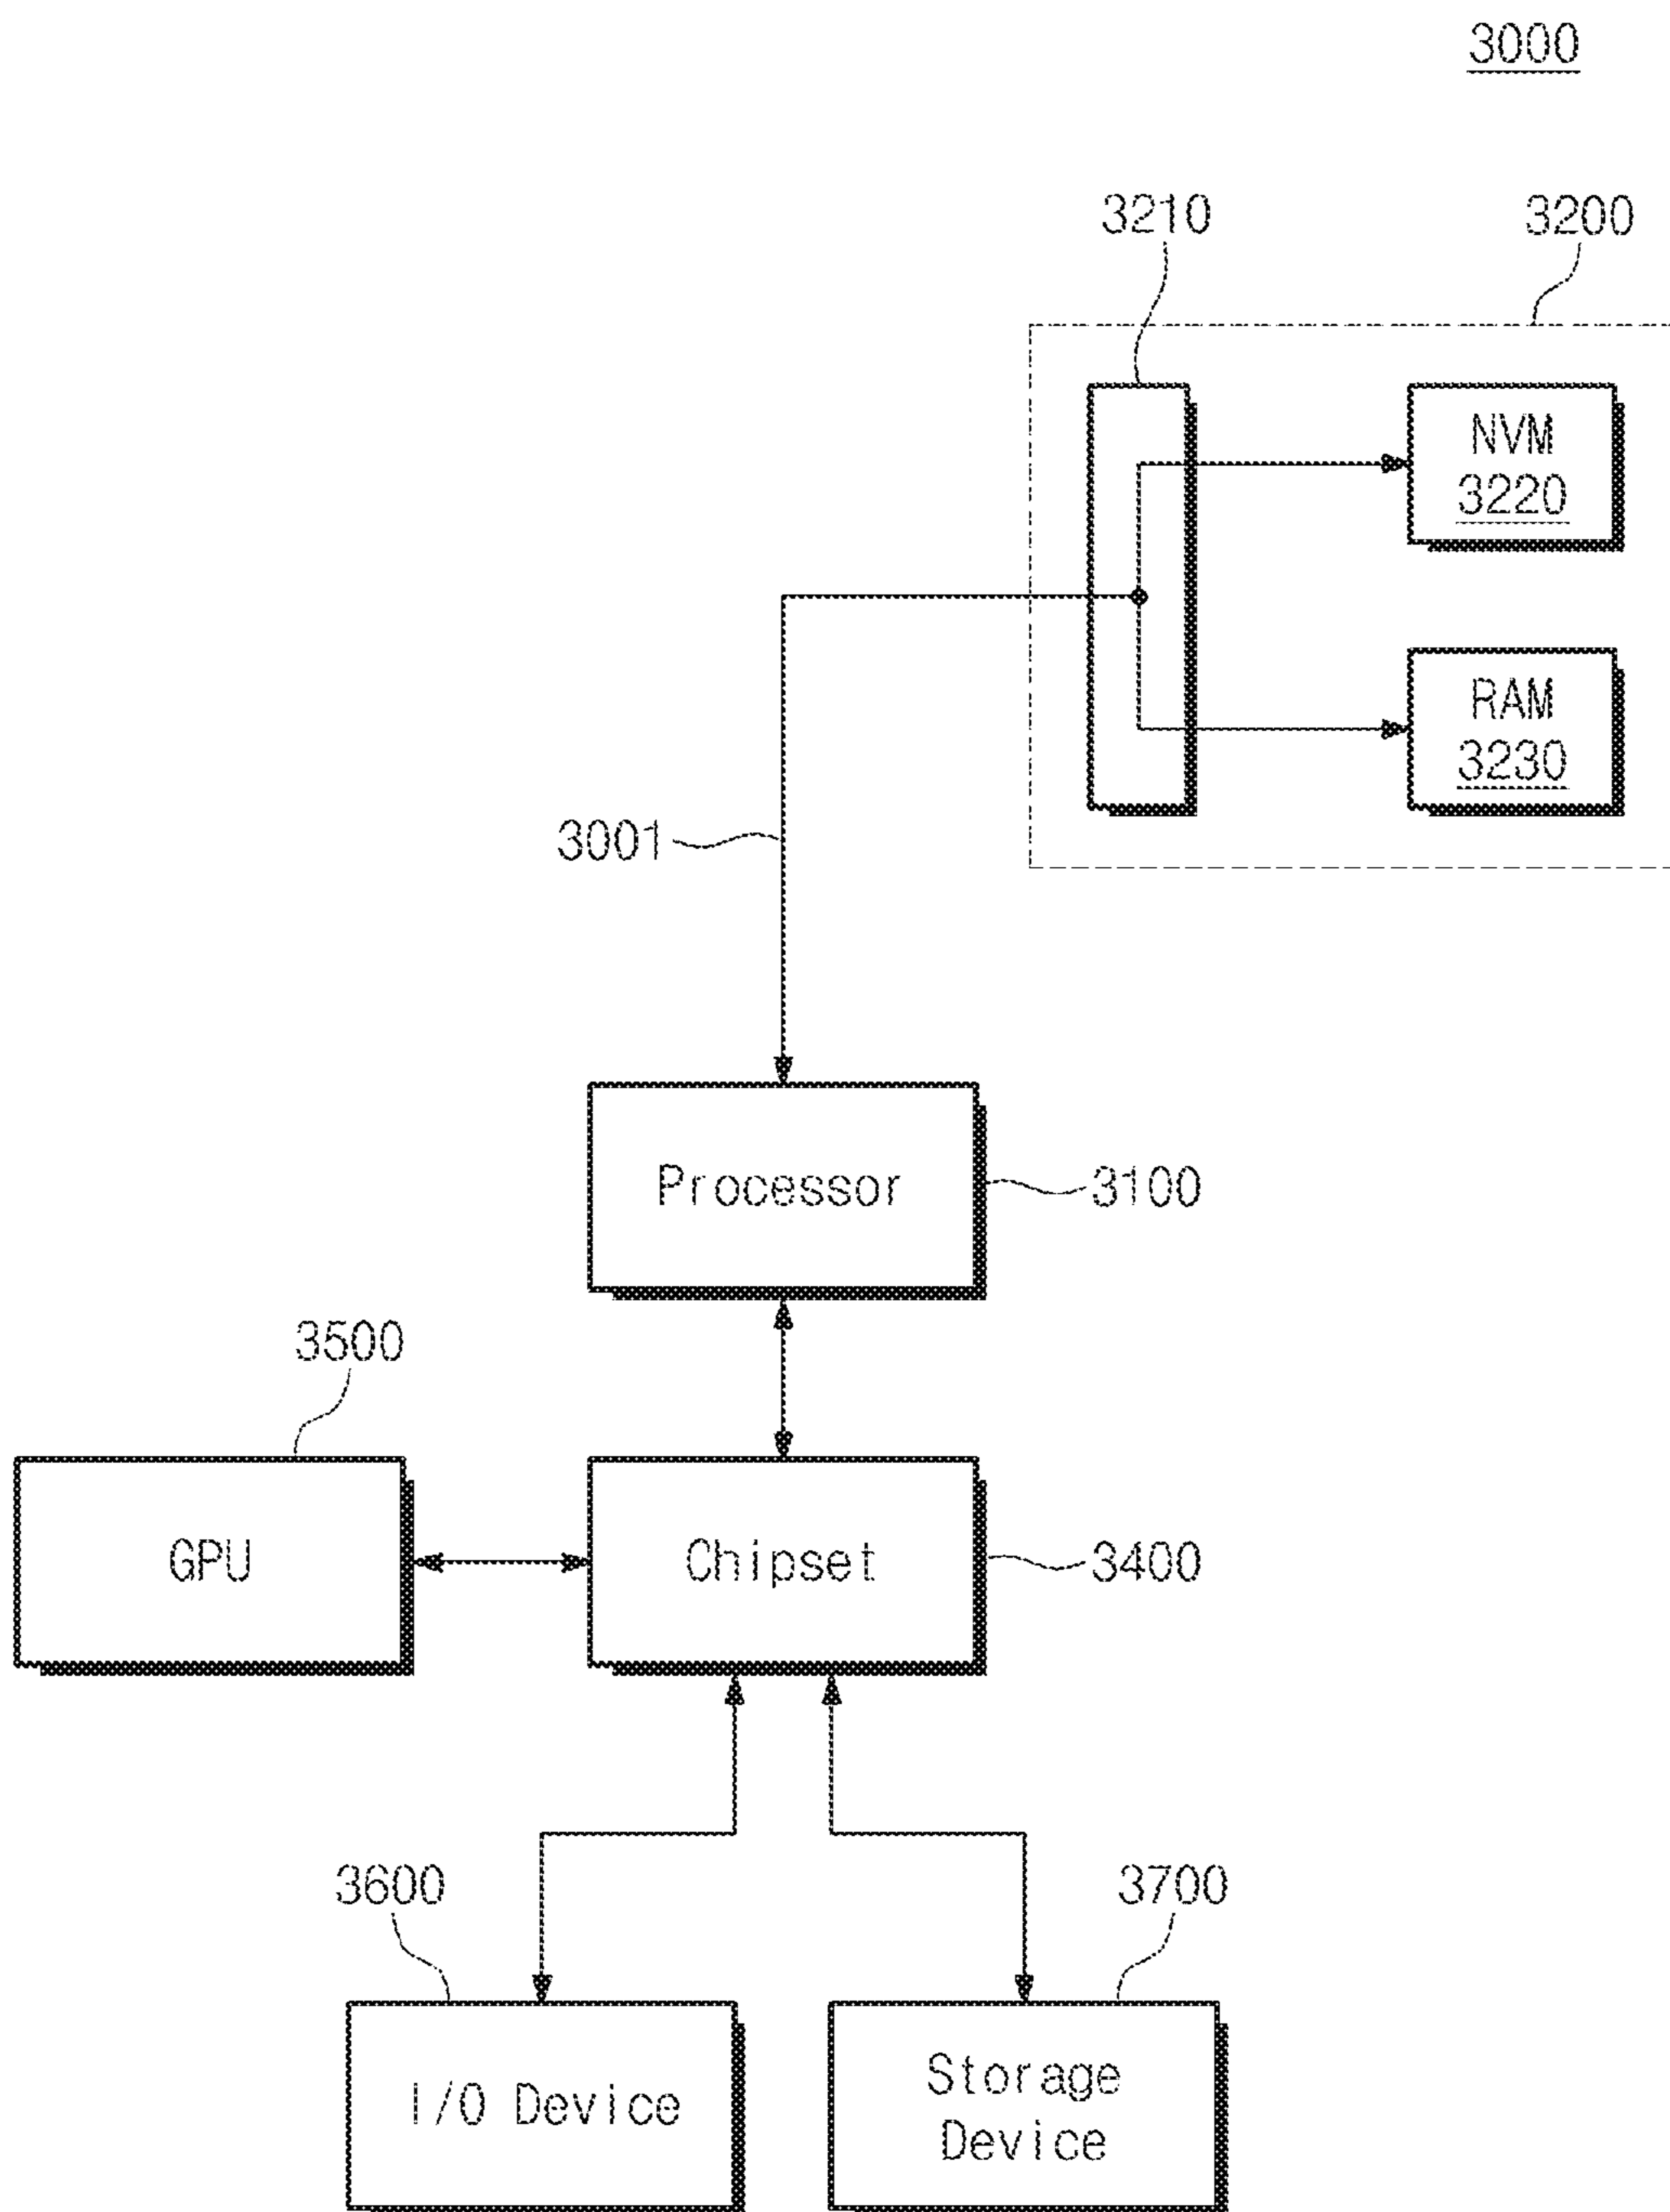 3000
3210
3200
NVM
3220
RAM
3230
3001
Processor
3100
3500
GPU
Chipset
3400
3600
3700
I/O Device
Storage
Device